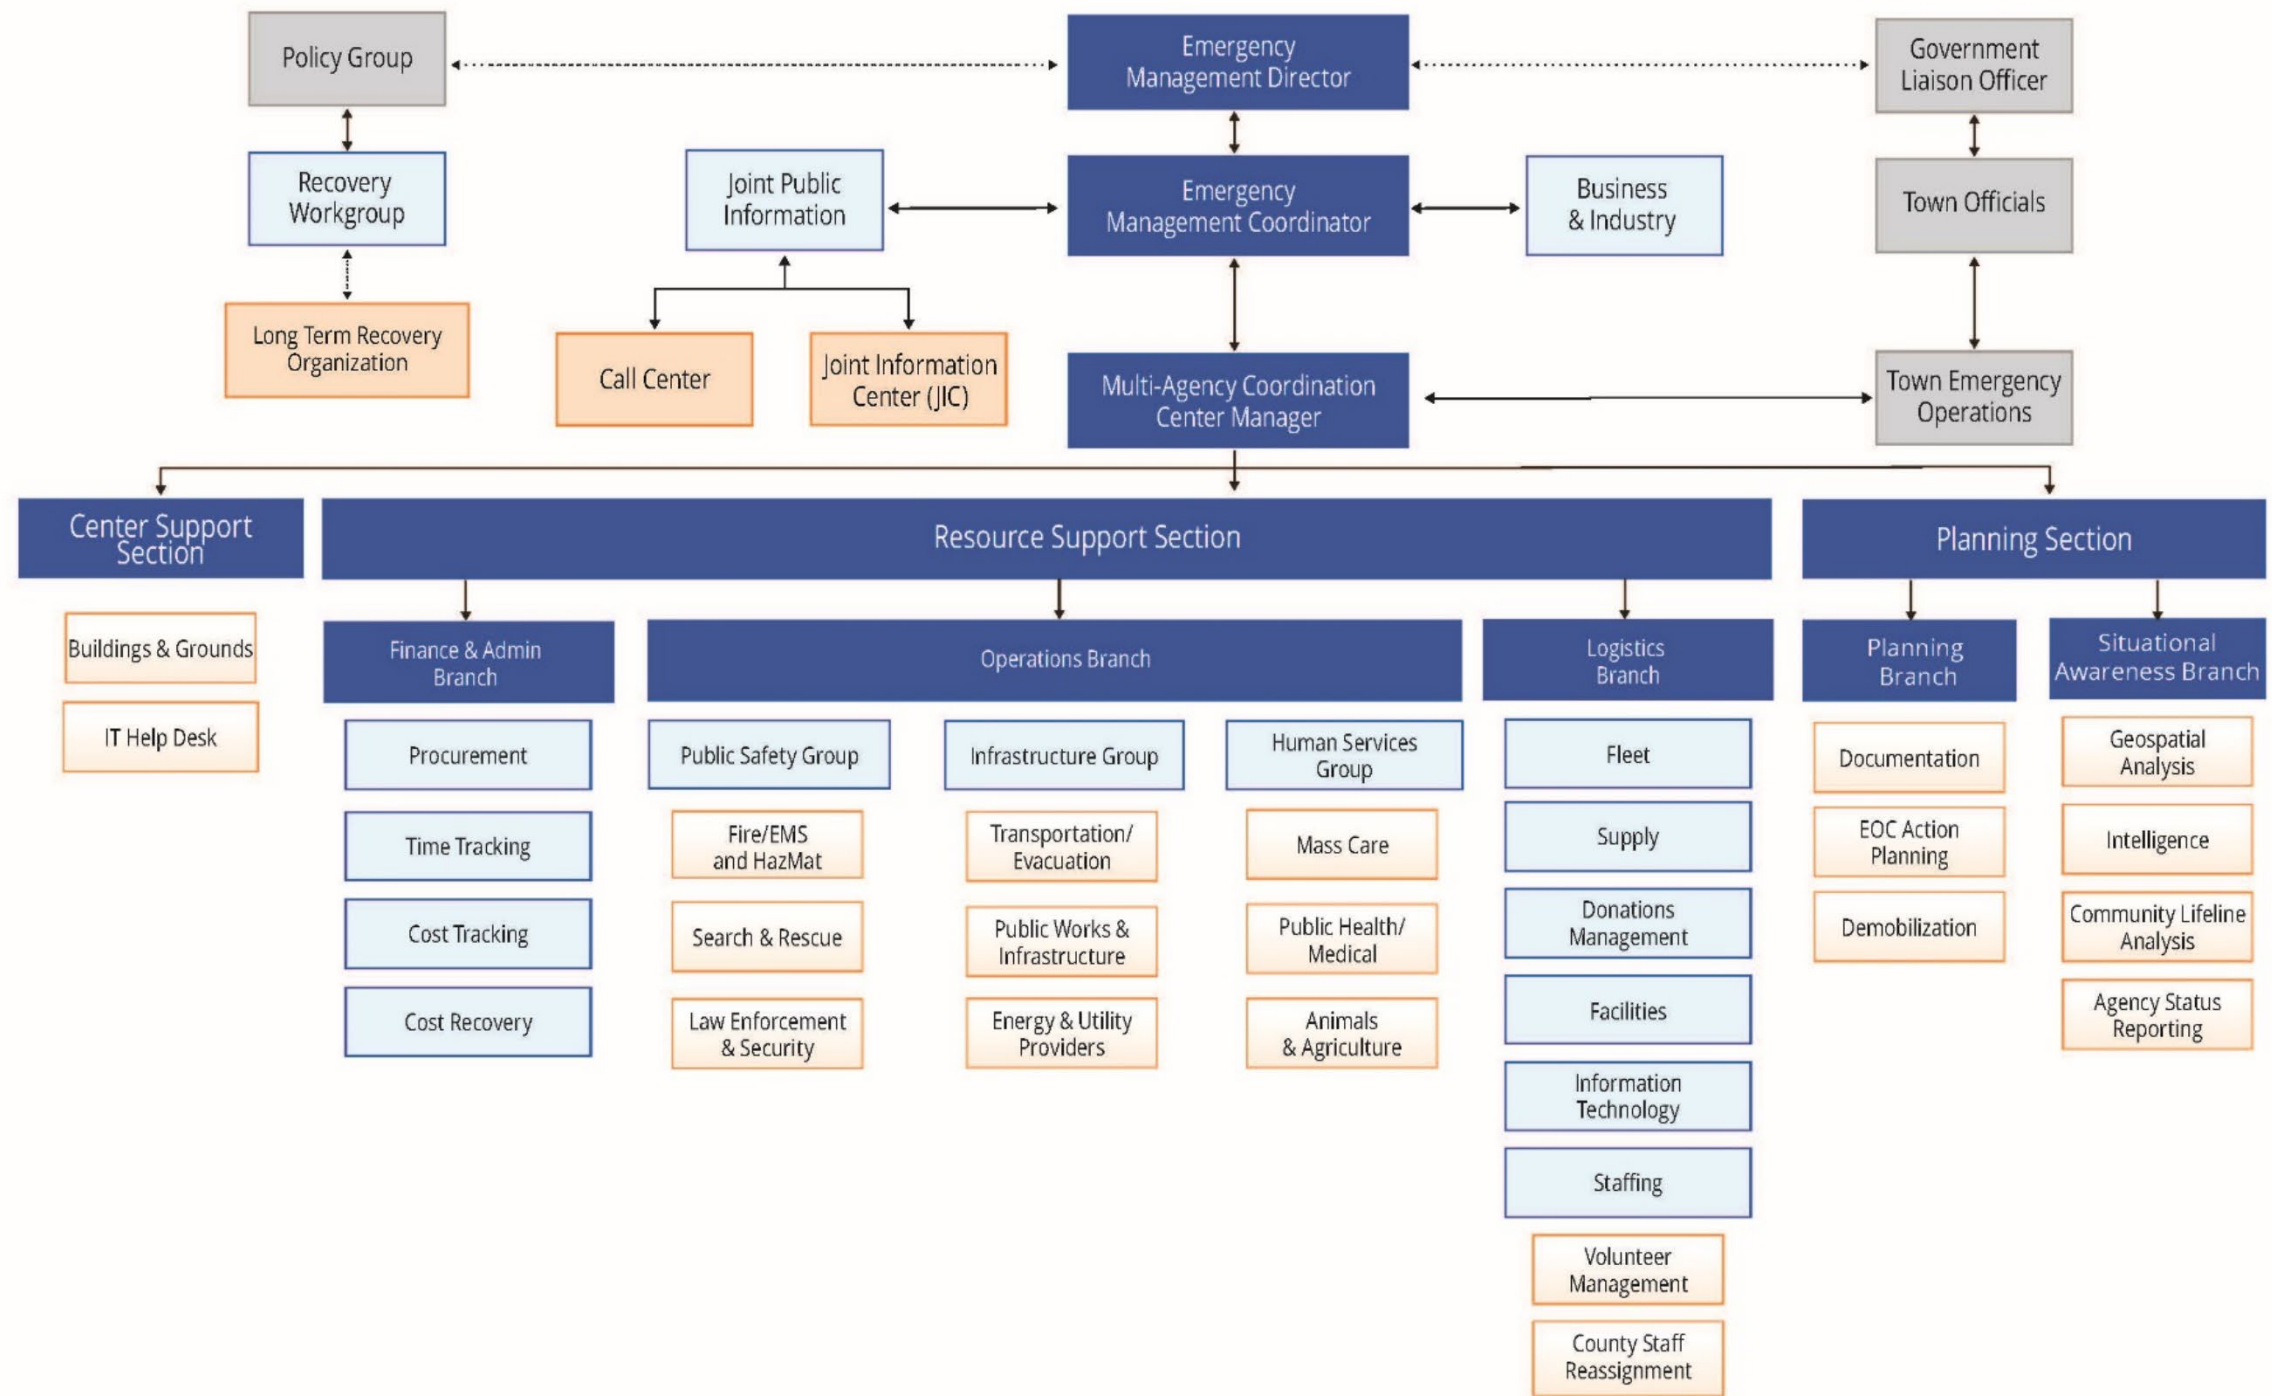 Policy Group
Emergency
Management Director
Government
Liaison Officer
Recovery
Workgroup
Joint Public
Information
Emergency
Management Coordinator
Business
& Industry
Town Officials
Long Term Recovery
Organization
Call Center
Joint Information
Center (JIC)
Multi-Agency Coordination
Center Manager
Town Emergency
Operations
Center Support
Section
Resource Support Section
Planning Section
Buildings & Grounds
IT Help Desk
Finance & Admin
Branch
Procurement
Time Tracking
Cost Tracking
Cost Recovery
Operations Branch
Public Safety Group
Fire/EMS
and HazMat
Search & Rescue
Law Enforcement
& Security
Infrastructure Group
Transportation/
Evacuation
Public Works &
Infrastructure
Energy & Utility
Providers
Human Services
Group
Mass Care
Public Health/
Medical
Animals
& Agriculture
Logistics
Branch
Fleet
Supply
Donations
Management
Facilities
Information
Technology
Staffing
Volunteer
Management
County Staff
Reassignment
Planning
Branch
Documentation
EOC Action
Planning
Demobilization
Situational
Awareness Branch
Geospatial
Analysis
Intelligence
Community Lifeline
Analysis
Agency Status
Reporting